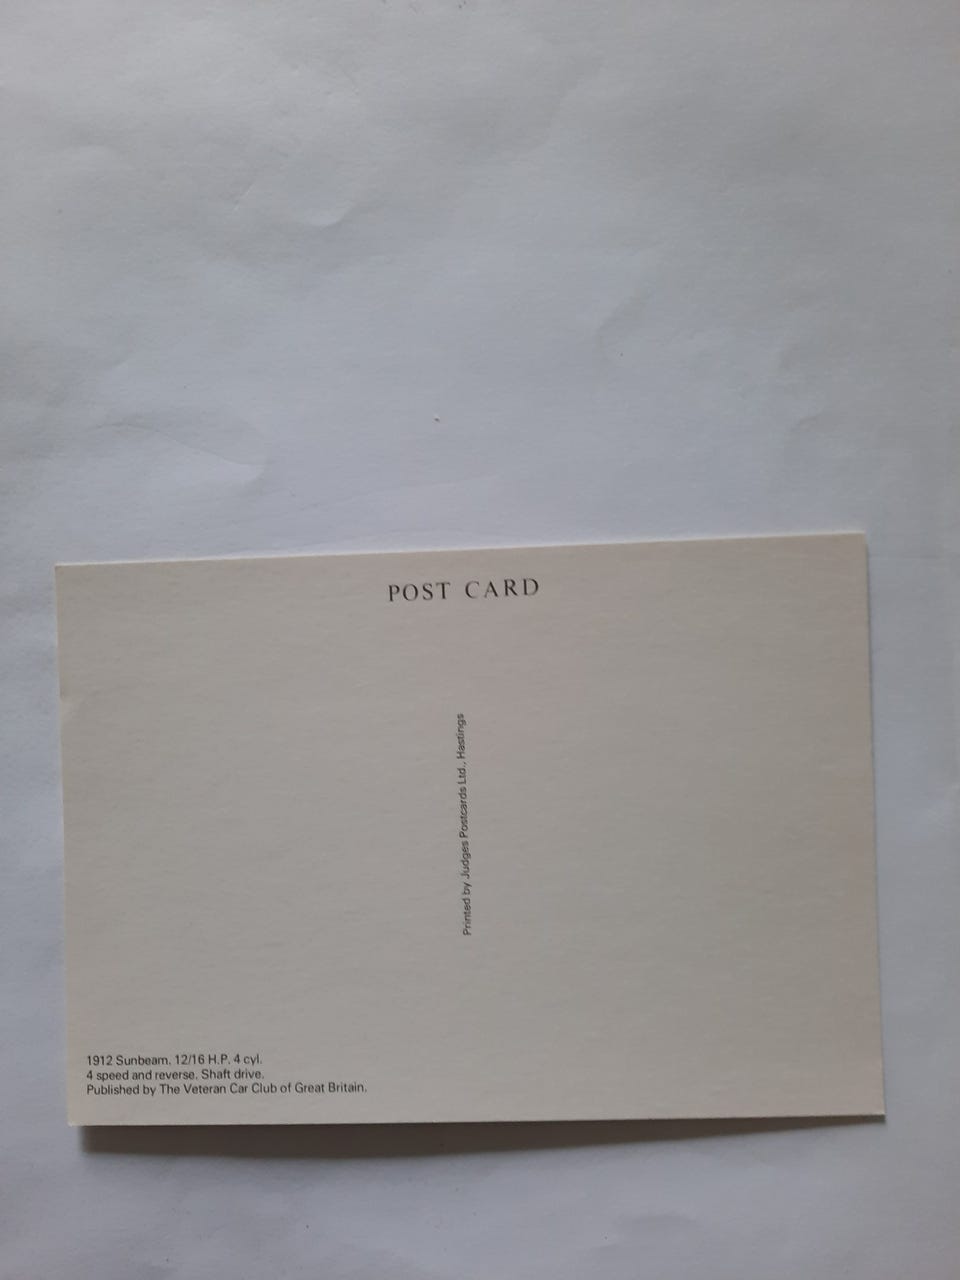 POST CARD
Printed by Judges Postcards Ltd., Hastings
1912 Sunbeam. 12/16 H.P. 4 cyl.
4 speed and reverse. Shaft drive.
Published by The Veteran Car Club of Great Britain.